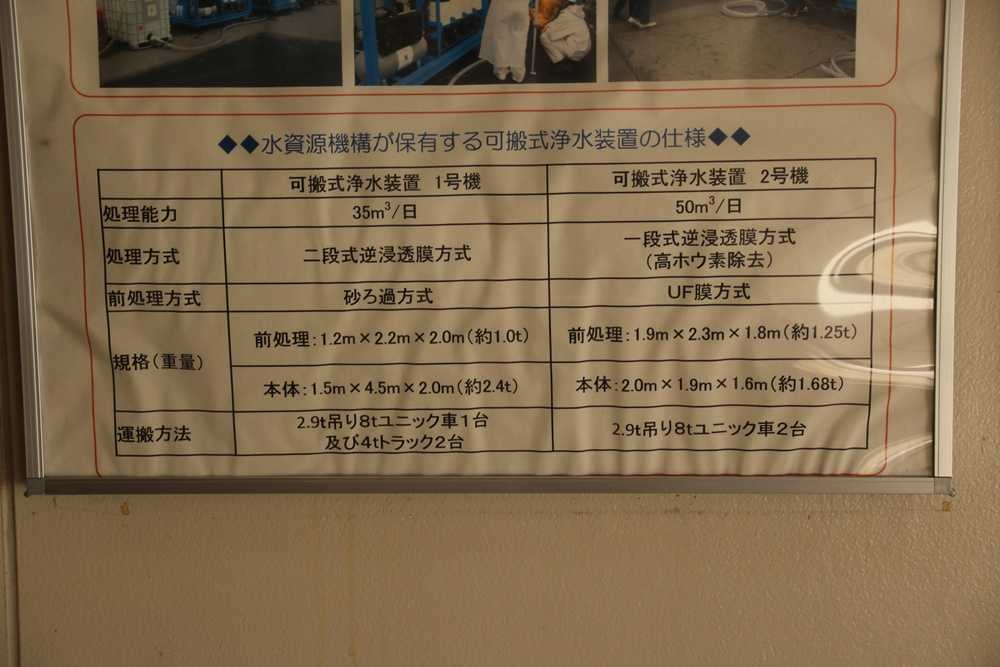 ◆◆水資源機構が保有する可搬式浄水装置の仕様◆◆
可搬式浄水装置 1号機 可搬式浄水装置 2号機
処理能力 35m³/日 50m³/日
処理方式 二段式逆浸透膜方式 一段式逆浸透膜方式
(高ホウ素除去)
前処理方式 砂ろ過方式 UF膜方式
規格(重量) 前処理:1.2m×2.2m×2.0m(約1.0t) 前処理:1.9m×2.3m×1.8m(約1.25t)
本体:1.5m×4.5m×2.0m(約2.4t) 本体:2.0m×1.9m×1.6m(約1.68t)
運搬方法 2.9t吊り8tユニック車1台 2.9t吊り8tユニック車2台
及び4tトラック2台